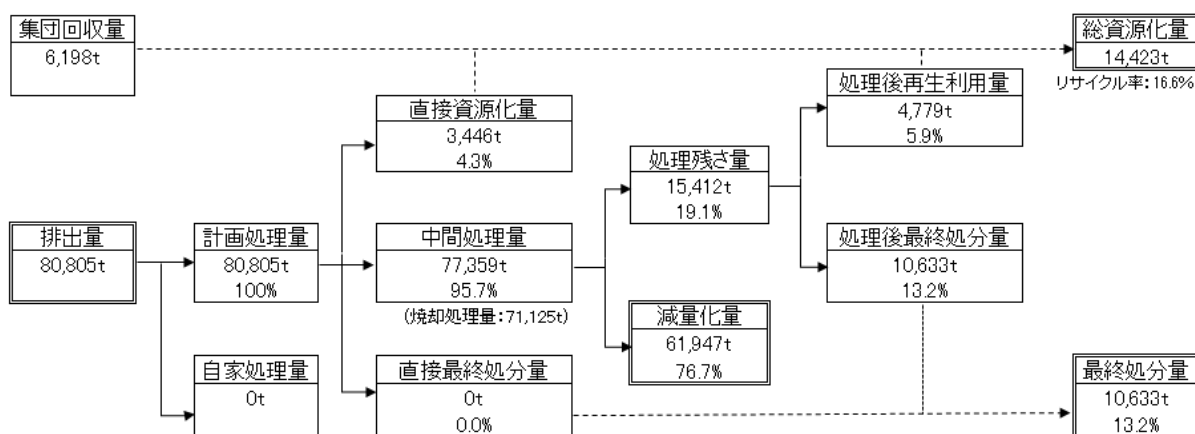 集団回収量
6,198t
総資源化量
14,423t
リサイクル率：16.6%
直接資源化量
3,446t
4.3%
処理後再生利用量
4,779t
5.9%
処理残さ量
15,412t
19.1%
排出量
80,805t
計画処理量
80,805t
100%
中間処理量
77,359t
95.7%
(焼却処理量：71,125t)
処理後最終処分量
10,633t
13.2%
減量化量
61,947t
76.7%
自家処理量
0t
直接最終処分量
0t
0.0%
最終処分量
10,633t
13.2%